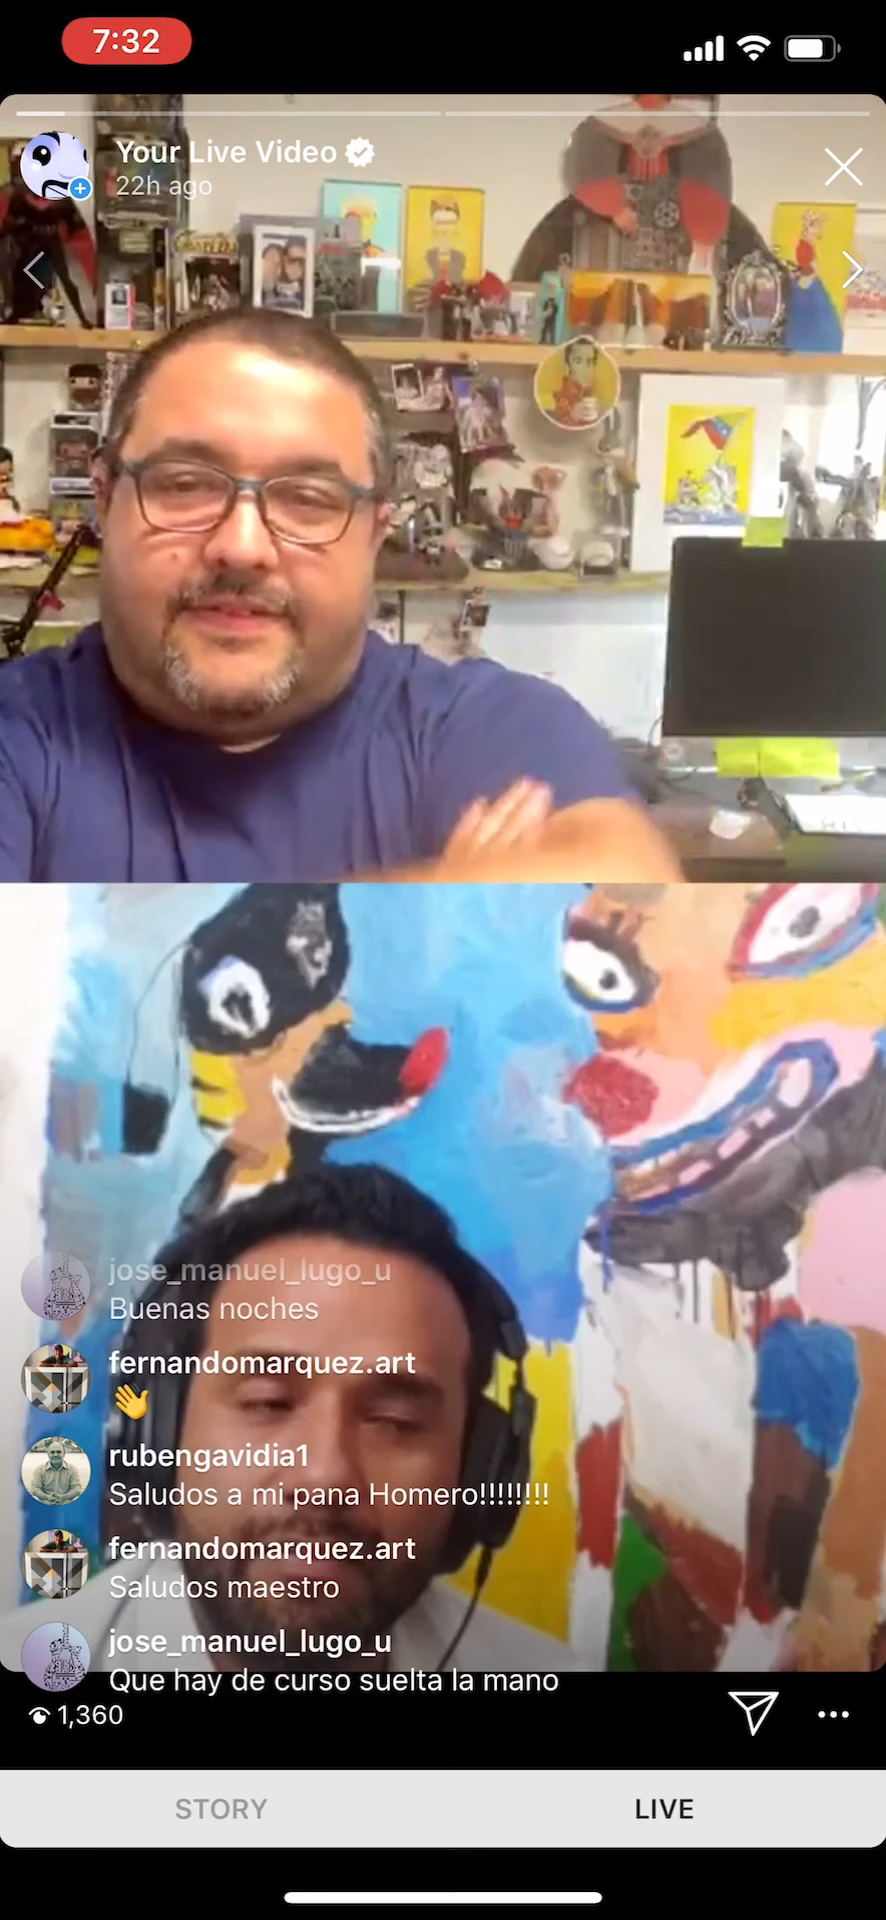 7:32
Your Live Video
22h ago
jose_manuel_lugo_u
Buenas noches
fernandomarquez.art
👋
rubengavidia1
Saludos a mi pana Homero!!!!!!!!
fernandomarquez.art
Saludos maestro
jose_manuel_lugo_u
Que hay de curso suelta la mano
1,360
STORY
LIVE